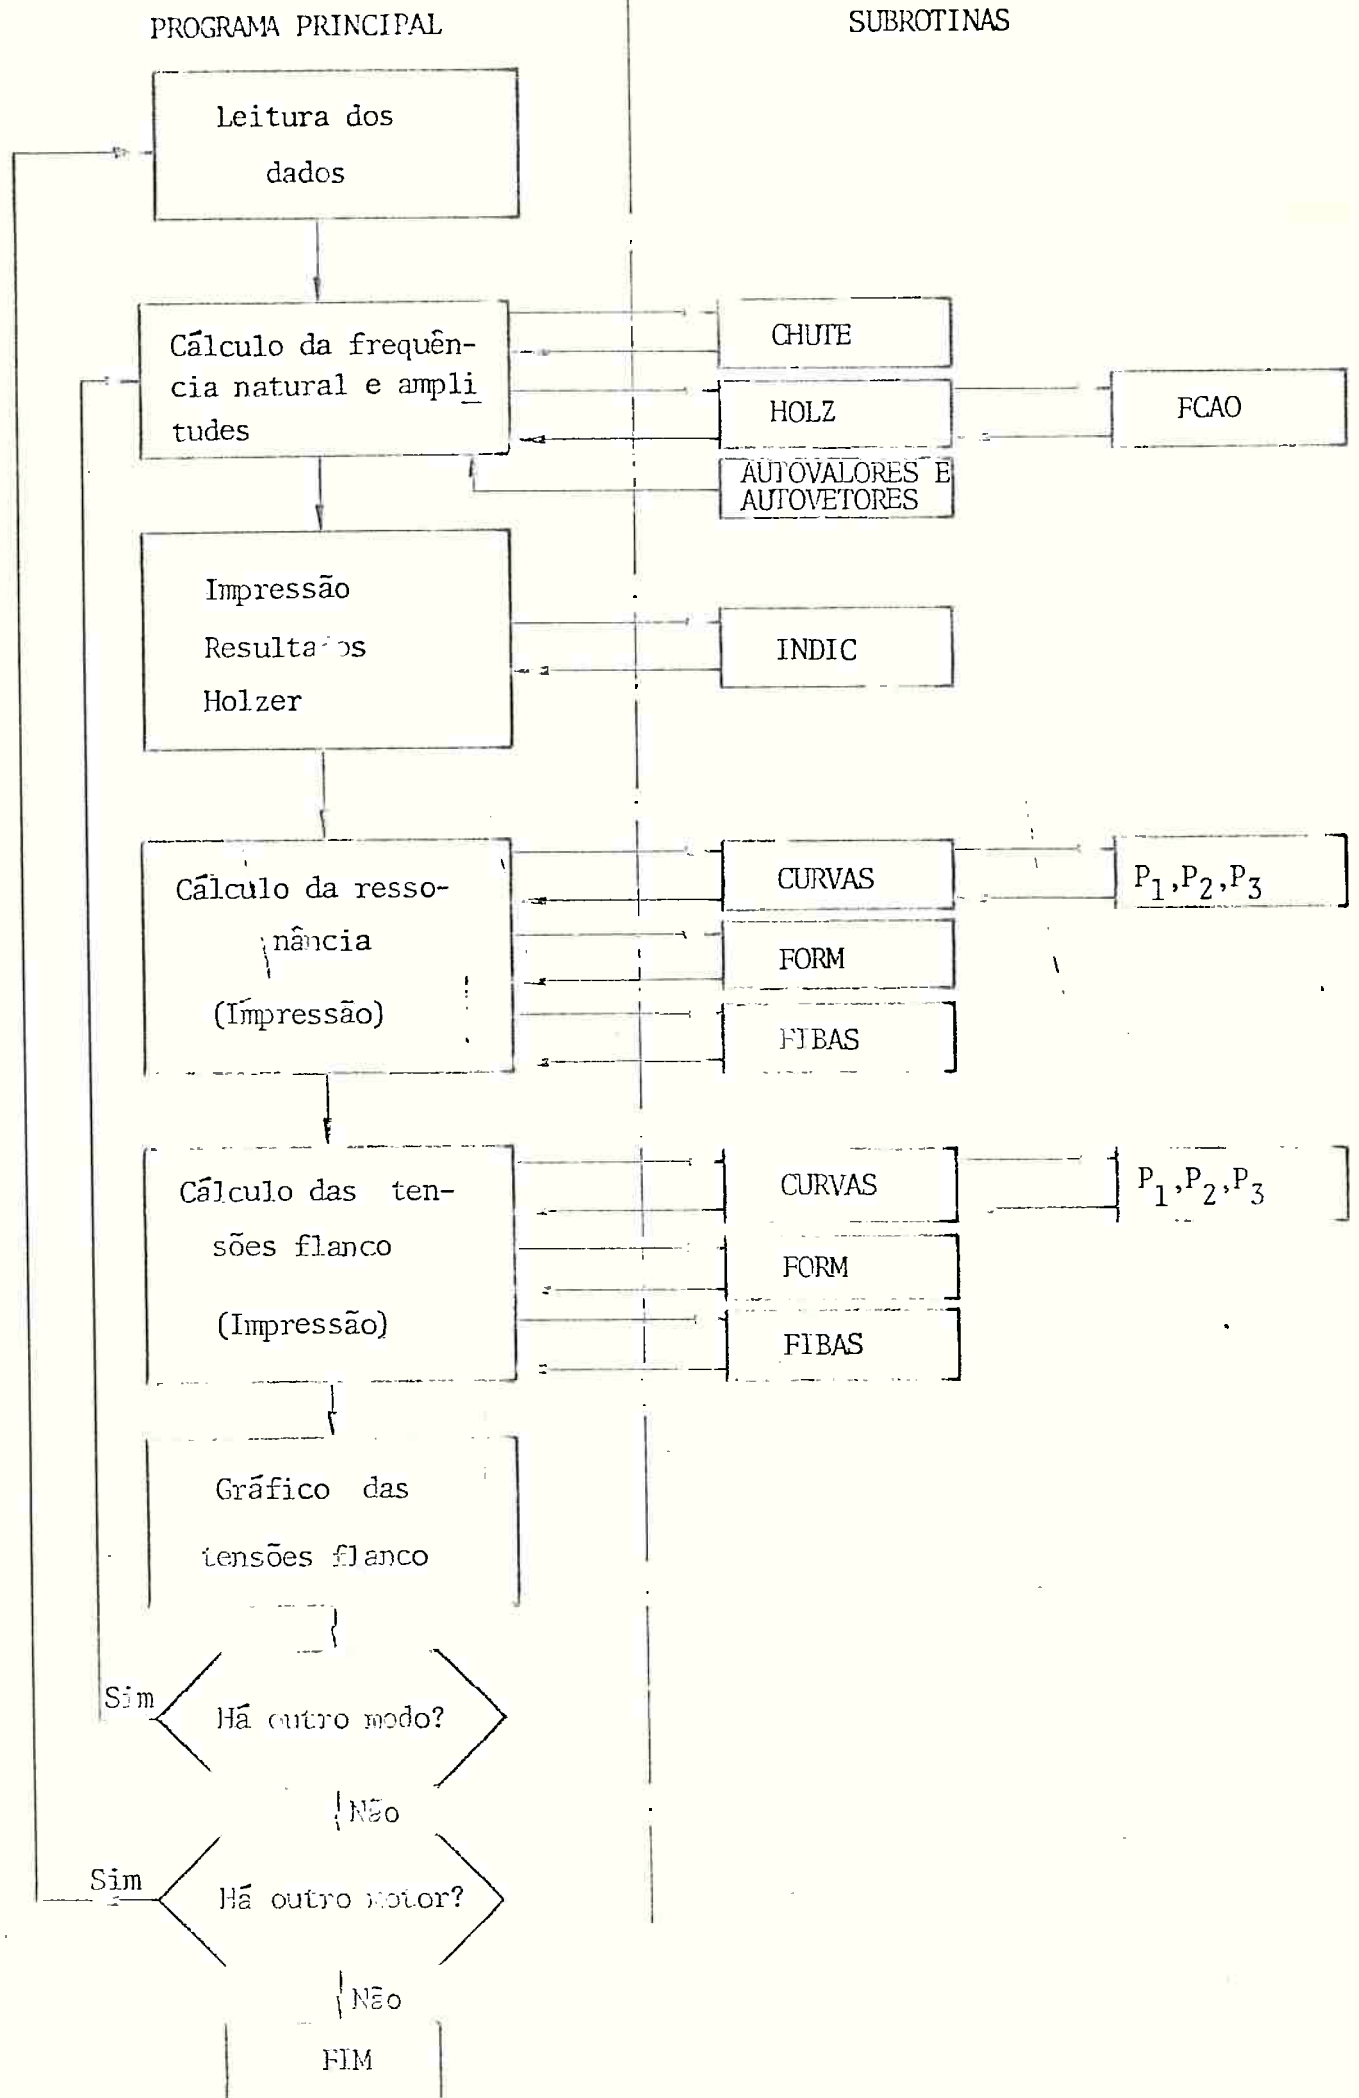 PROGRAMA PRINCIPAL
SUBROTINAS
Leitura dos
dados
Cálculo da frequên-
cia natural e ampli
tudes
CHUTE
HOLZ
FCAO
AUTOVALORES E
AUTOVETORES
Impressão
Resultados
Holzer
INDIC
Cálculo da resso-
nância
(Impressão)
CURVAS
P1,P2,P3
FORM
FIBAS
Cálculo das ten-
sões flanco
(Impressão)
CURVAS
P1,P2,P3
FORM
FIBAS
Gráfico das
tensões flanco
Sim
Há outro modo?
Não
Sim
Há outro motor?
Não
FIM